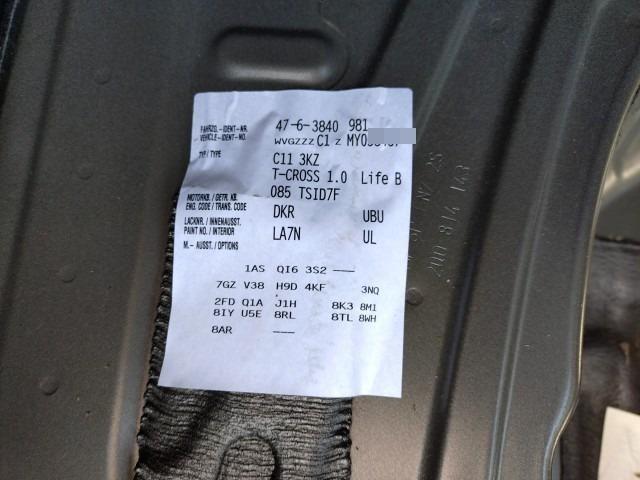 47-6-3840 981
FAHRZG.-IDENT-NR.
VEHICLE-IDENT-NO. WVGZZZ C1 Z
TYP / TYPE C11 3KZ
T-CROSS 1.0 Life B
085 TSID7F
MOTORKB. / GETR. KB.
ENG. CODE / TRANS. CODE DKR UBU
LACKNR. / INNENAUSST.
PAINT NO. / INTERIOR LA7N UL
M.- AUSST. / OPTIONS
1AS QI6 3S2 ---
7GZ V38 H9D 4KF 3NQ
2FD Q1A J1H 8K3 8M1
8IY U5E 8RL 8TL 8WH
8AR ---